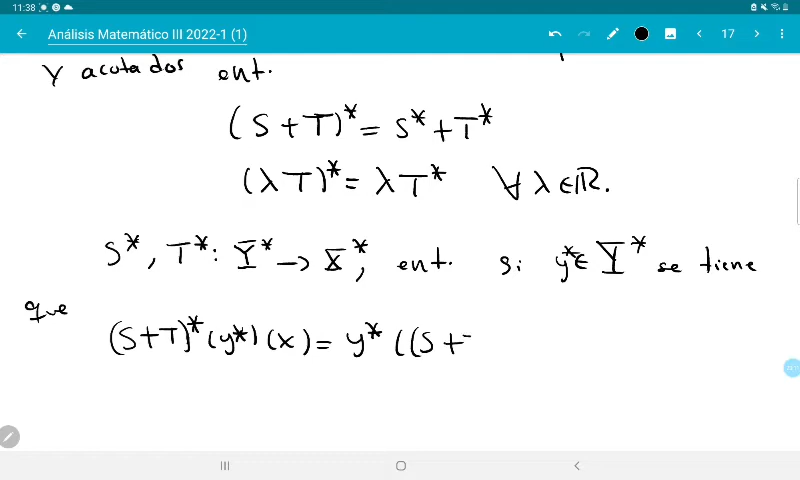 11:38
Análisis Matemático III 2022-1 (1)
17
y acotados ent.
(S+T)* = S* + T*
(λT)* = λT* ∀ λ ∈ ℝ.
S*, T*: Y* → X*, ent. si y* ∈ Y* se tiene
que
(S+T)*(y*)(x) = y*((S+